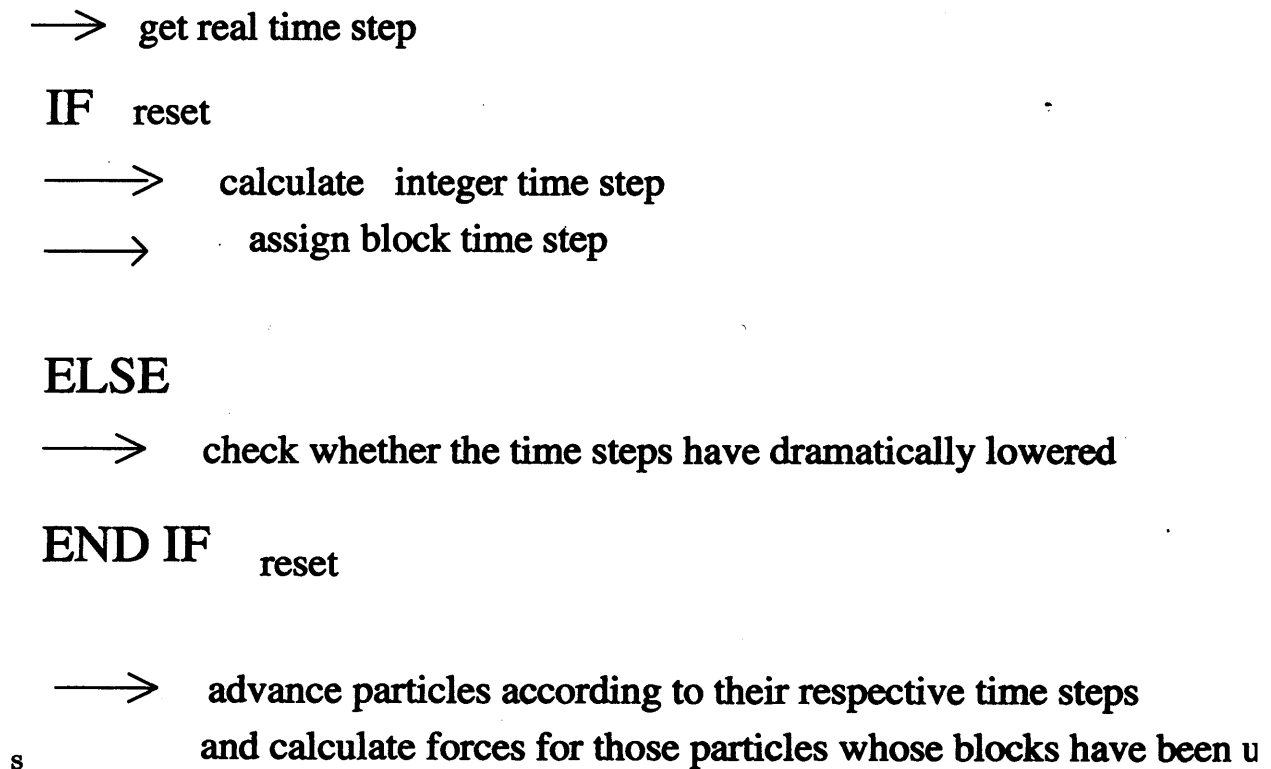 get real time step
IF reset
calculate integer time step
assign block time step
ELSE
check whether the time steps have dramatically lowered
END IF reset
advance particles according to their respective time steps
s and calculate forces for those particles whose blocks have been u